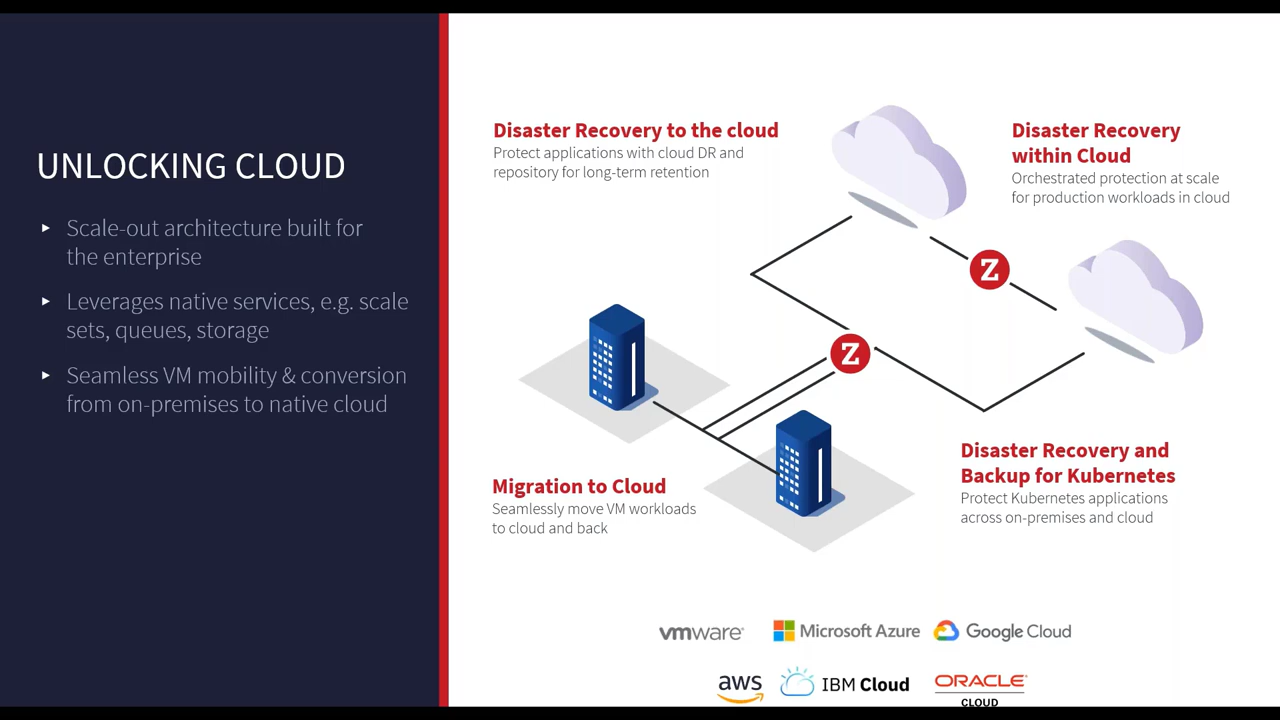 UNLOCKING CLOUD
Scale-out architecture built for
the enterprise
Leverages native services, e.g. scale
sets, queues, storage
Seamless VM mobility & conversion
from on-premises to native cloud
Disaster Recovery to the cloud
Protect applications with cloud DR and
repository for long-term retention
Disaster Recovery
within Cloud
Orchestrated protection at scale
for production workloads in cloud
Z
Z
Migration to Cloud
Seamlessly move VM workloads
to cloud and back
Disaster Recovery and
Backup for Kubernetes
Protect Kubernetes applications
across on-premises and cloud
vmware®
Microsoft Azure
Google Cloud
aws
IBM Cloud
ORACLE®
CLOUD